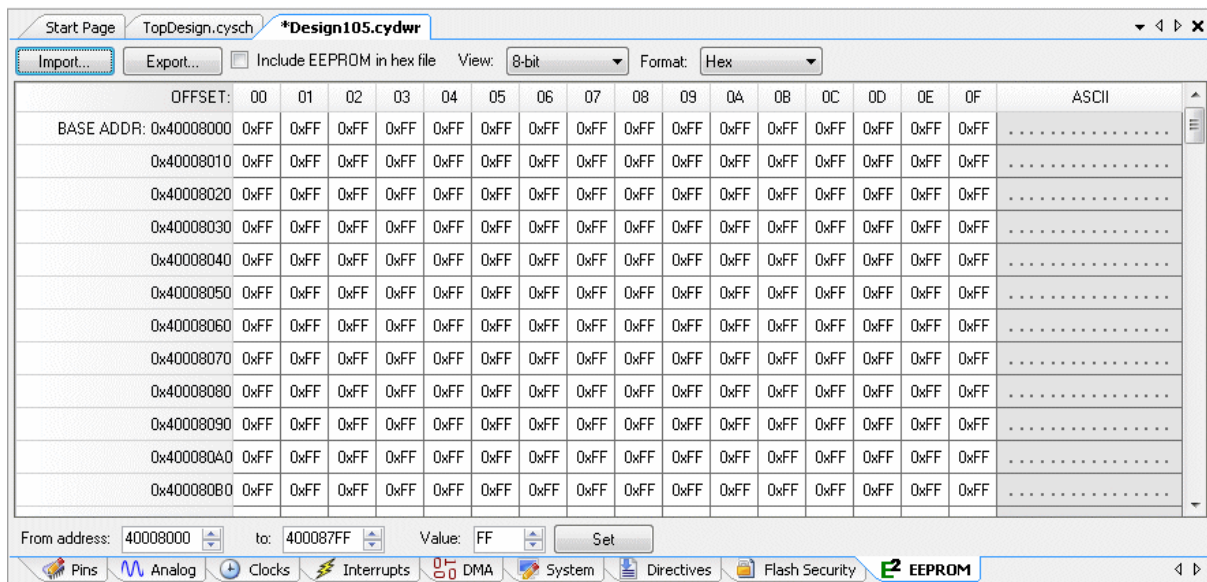 Start Page TopDesign.cysch *Design105.cydwr
Import... Export... Include EEPROM in hex file View: 8-bit Format: Hex
OFFSET: 00 01 02 03 04 05 06 07 08 09 0A 0B 0C 0D 0E 0F ASCII
BASE ADDR: 0x40008000 0xFF 0xFF 0xFF 0xFF 0xFF 0xFF 0xFF 0xFF 0xFF 0xFF 0xFF 0xFF 0xFF 0xFF 0xFF 0xFF ................
0x40008010 0xFF 0xFF 0xFF 0xFF 0xFF 0xFF 0xFF 0xFF 0xFF 0xFF 0xFF 0xFF 0xFF 0xFF 0xFF 0xFF ................
0x40008020 0xFF 0xFF 0xFF 0xFF 0xFF 0xFF 0xFF 0xFF 0xFF 0xFF 0xFF 0xFF 0xFF 0xFF 0xFF 0xFF ................
0x40008030 0xFF 0xFF 0xFF 0xFF 0xFF 0xFF 0xFF 0xFF 0xFF 0xFF 0xFF 0xFF 0xFF 0xFF 0xFF 0xFF ................
0x40008040 0xFF 0xFF 0xFF 0xFF 0xFF 0xFF 0xFF 0xFF 0xFF 0xFF 0xFF 0xFF 0xFF 0xFF 0xFF 0xFF ................
0x40008050 0xFF 0xFF 0xFF 0xFF 0xFF 0xFF 0xFF 0xFF 0xFF 0xFF 0xFF 0xFF 0xFF 0xFF 0xFF 0xFF ................
0x40008060 0xFF 0xFF 0xFF 0xFF 0xFF 0xFF 0xFF 0xFF 0xFF 0xFF 0xFF 0xFF 0xFF 0xFF 0xFF 0xFF ................
0x40008070 0xFF 0xFF 0xFF 0xFF 0xFF 0xFF 0xFF 0xFF 0xFF 0xFF 0xFF 0xFF 0xFF 0xFF 0xFF 0xFF ................
0x40008080 0xFF 0xFF 0xFF 0xFF 0xFF 0xFF 0xFF 0xFF 0xFF 0xFF 0xFF 0xFF 0xFF 0xFF 0xFF 0xFF ................
0x40008090 0xFF 0xFF 0xFF 0xFF 0xFF 0xFF 0xFF 0xFF 0xFF 0xFF 0xFF 0xFF 0xFF 0xFF 0xFF 0xFF ................
0x400080A0 0xFF 0xFF 0xFF 0xFF 0xFF 0xFF 0xFF 0xFF 0xFF 0xFF 0xFF 0xFF 0xFF 0xFF 0xFF 0xFF ................
0x400080B0 0xFF 0xFF 0xFF 0xFF 0xFF 0xFF 0xFF 0xFF 0xFF 0xFF 0xFF 0xFF 0xFF 0xFF 0xFF 0xFF ................
From address: 40008000 to: 400087FF Value: FF Set
Pins Analog Clocks Interrupts DMA System Directives Flash Security E2 EEPROM